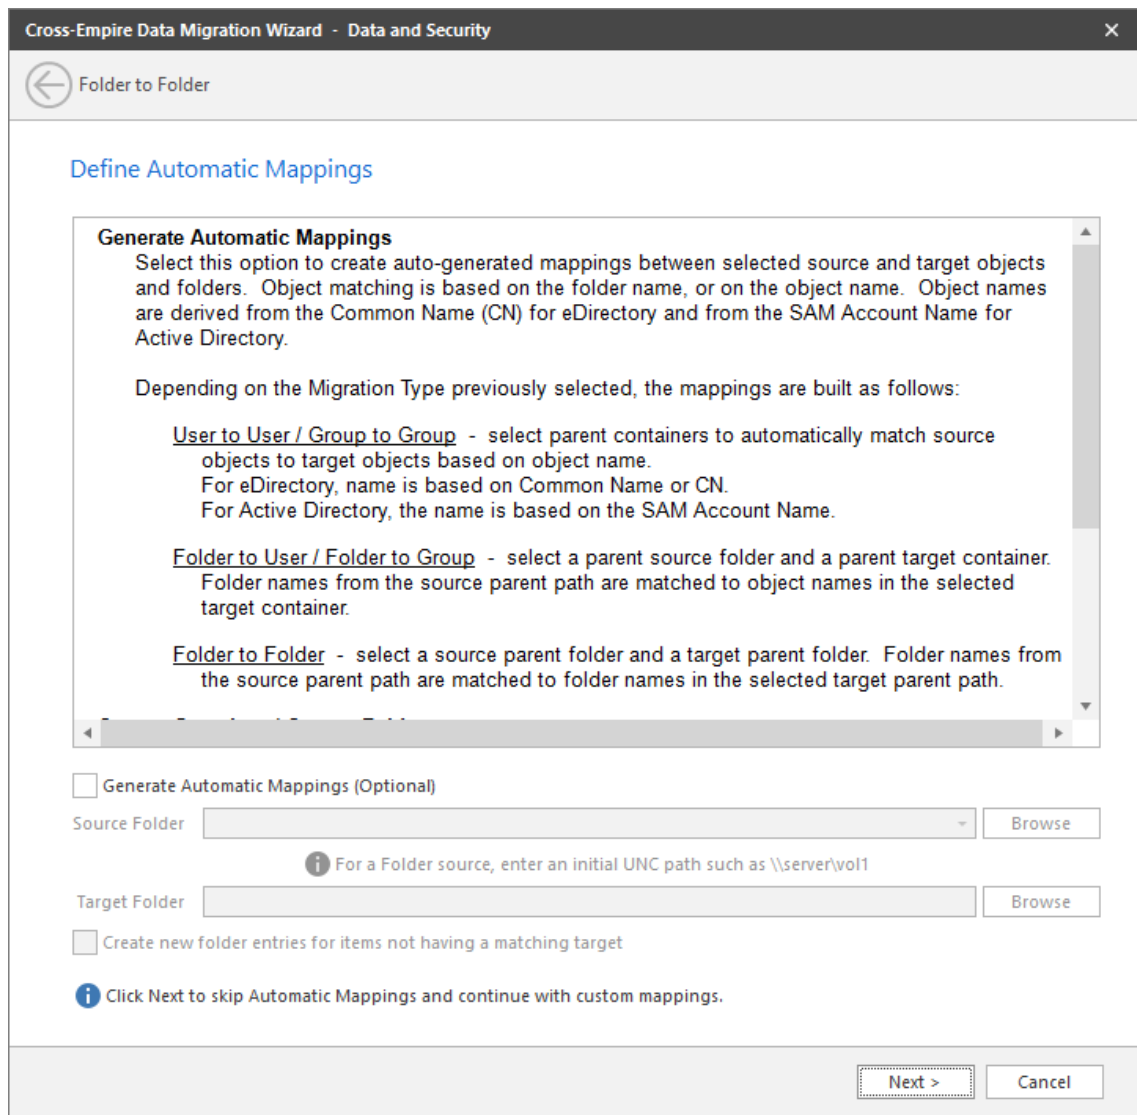 Cross-Empire Data Migration Wizard - Data and Security
Folder to Folder
Define Automatic Mappings
Generate Automatic Mappings
Select this option to create auto-generated mappings between selected source and target objects
and folders. Object matching is based on the folder name, or on the object name. Object names
are derived from the Common Name (CN) for eDirectory and from the SAM Account Name for
Active Directory.
Depending on the Migration Type previously selected, the mappings are built as follows:
User to User / Group to Group - select parent containers to automatically match source
objects to target objects based on object name.
For eDirectory, name is based on Common Name or CN.
For Active Directory, the name is based on the SAM Account Name.
Folder to User / Folder to Group - select a parent source folder and a parent target container.
Folder names from the source parent path are matched to object names in the selected
target container.
Folder to Folder - select a source parent folder and a target parent folder. Folder names from
the source parent path are matched to folder names in the selected target parent path.
Generate Automatic Mappings (Optional)
Source Folder
Browse
For a Folder source, enter an initial UNC path such as \\server\vol1
Target Folder
Browse
Create new folder entries for items not having a matching target
Click Next to skip Automatic Mappings and continue with custom mappings.
Next >
Cancel